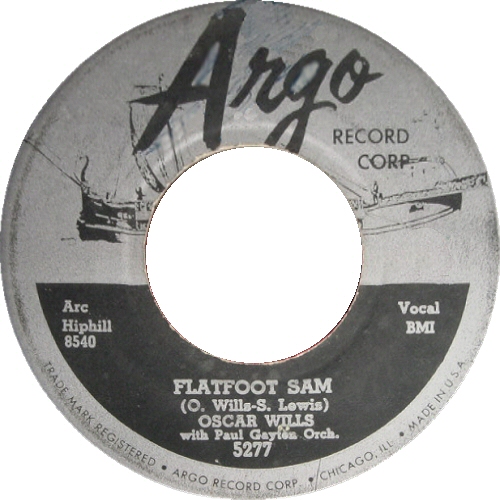 Argo
RECORD
CORP.
Arc
Hiphill
8540
Vocal
BMI
FLATFOOT SAM
(O. Wills-S. Lewis)
OSCAR WILLS
with Paul Gayten Orch.
5277
TRADE MARK REGISTERED • ARGO RECORD CORP. • CHICAGO, ILL. • MADE IN U.S.A.